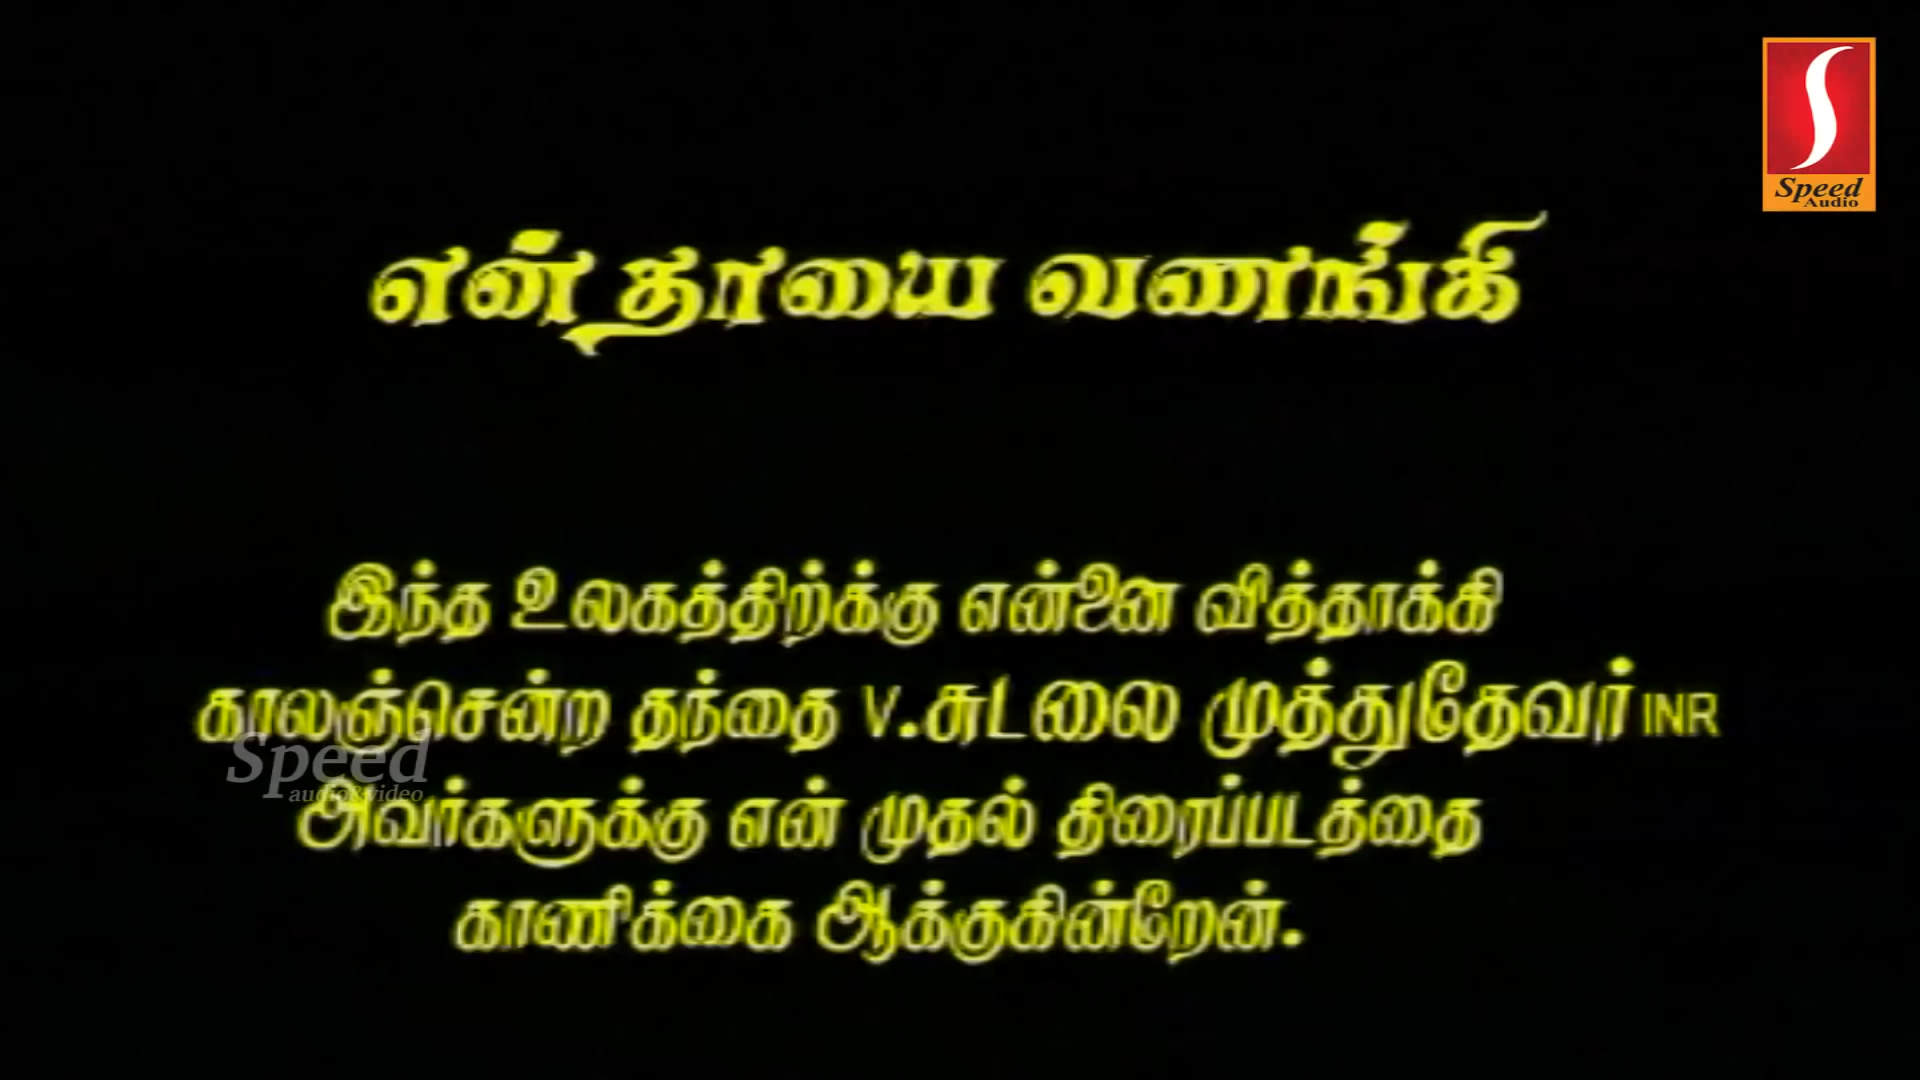 Speed
Audio
என் தாயை வணங்கி
இந்த உலகத்திற்க்கு என்னை வித்தாக்கி
காலஞ்சென்ற தந்தை V.சுடலை முத்துதேவர் INR
Speed
audio&video
அவர்களுக்கு என் முதல் திரைப்படத்தை
காணிக்கை ஆக்குகின்றேன்.